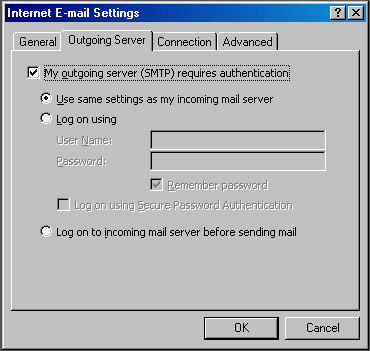 Internet E-mail Settings
General Outgoing Server Connection Advanced
My outgoing server (SMTP) requires authentication
Use same settings as my incoming mail server
Log on using
User Name:
Password:
Remember password
Log on using Secure Password Authentication
Log on to incoming mail server before sending mail
OK Cancel